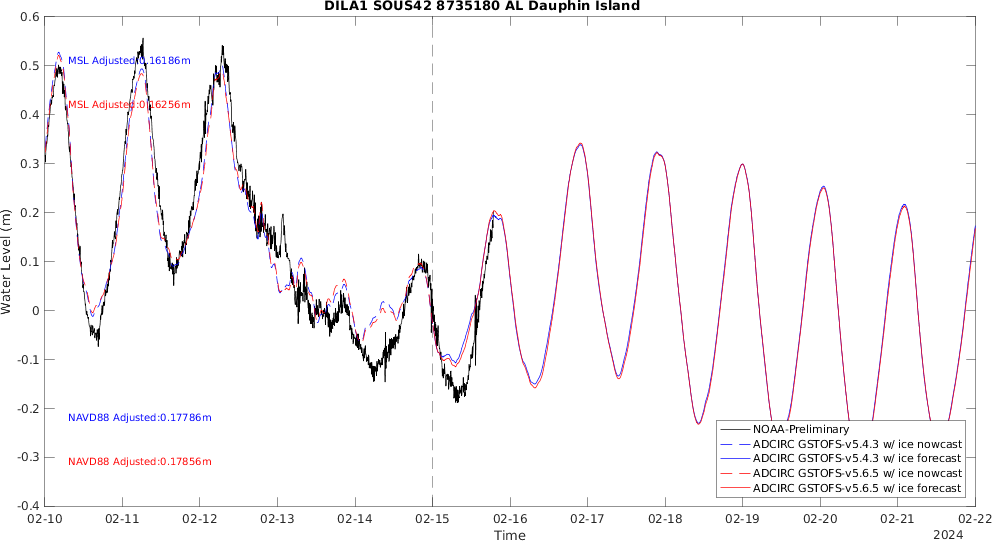 DILA1 SOUS42 8735180 AL Dauphin Island
0.6
0.5
0.4
0.3
0.2
0.1
0
-0.1
-0.2
-0.3
-0.4
Water Level (m)
MSL Adjusted:0.16186m
MSL Adjusted:0.16256m
NAVD88 Adjusted:0.17786m
NAVD88 Adjusted:0.17856m
NOAA-Preliminary
ADCIRC GSTOFS-v5.4.3 w/ ice nowcast
ADCIRC GSTOFS-v5.4.3 w/ ice forecast
ADCIRC GSTOFS-v5.6.5 w/ ice nowcast
ADCIRC GSTOFS-v5.6.5 w/ ice forecast
02-10 02-11 02-12 02-13 02-14 02-15 02-16 02-17 02-18 02-19 02-20 02-21 02-22
Time
2024